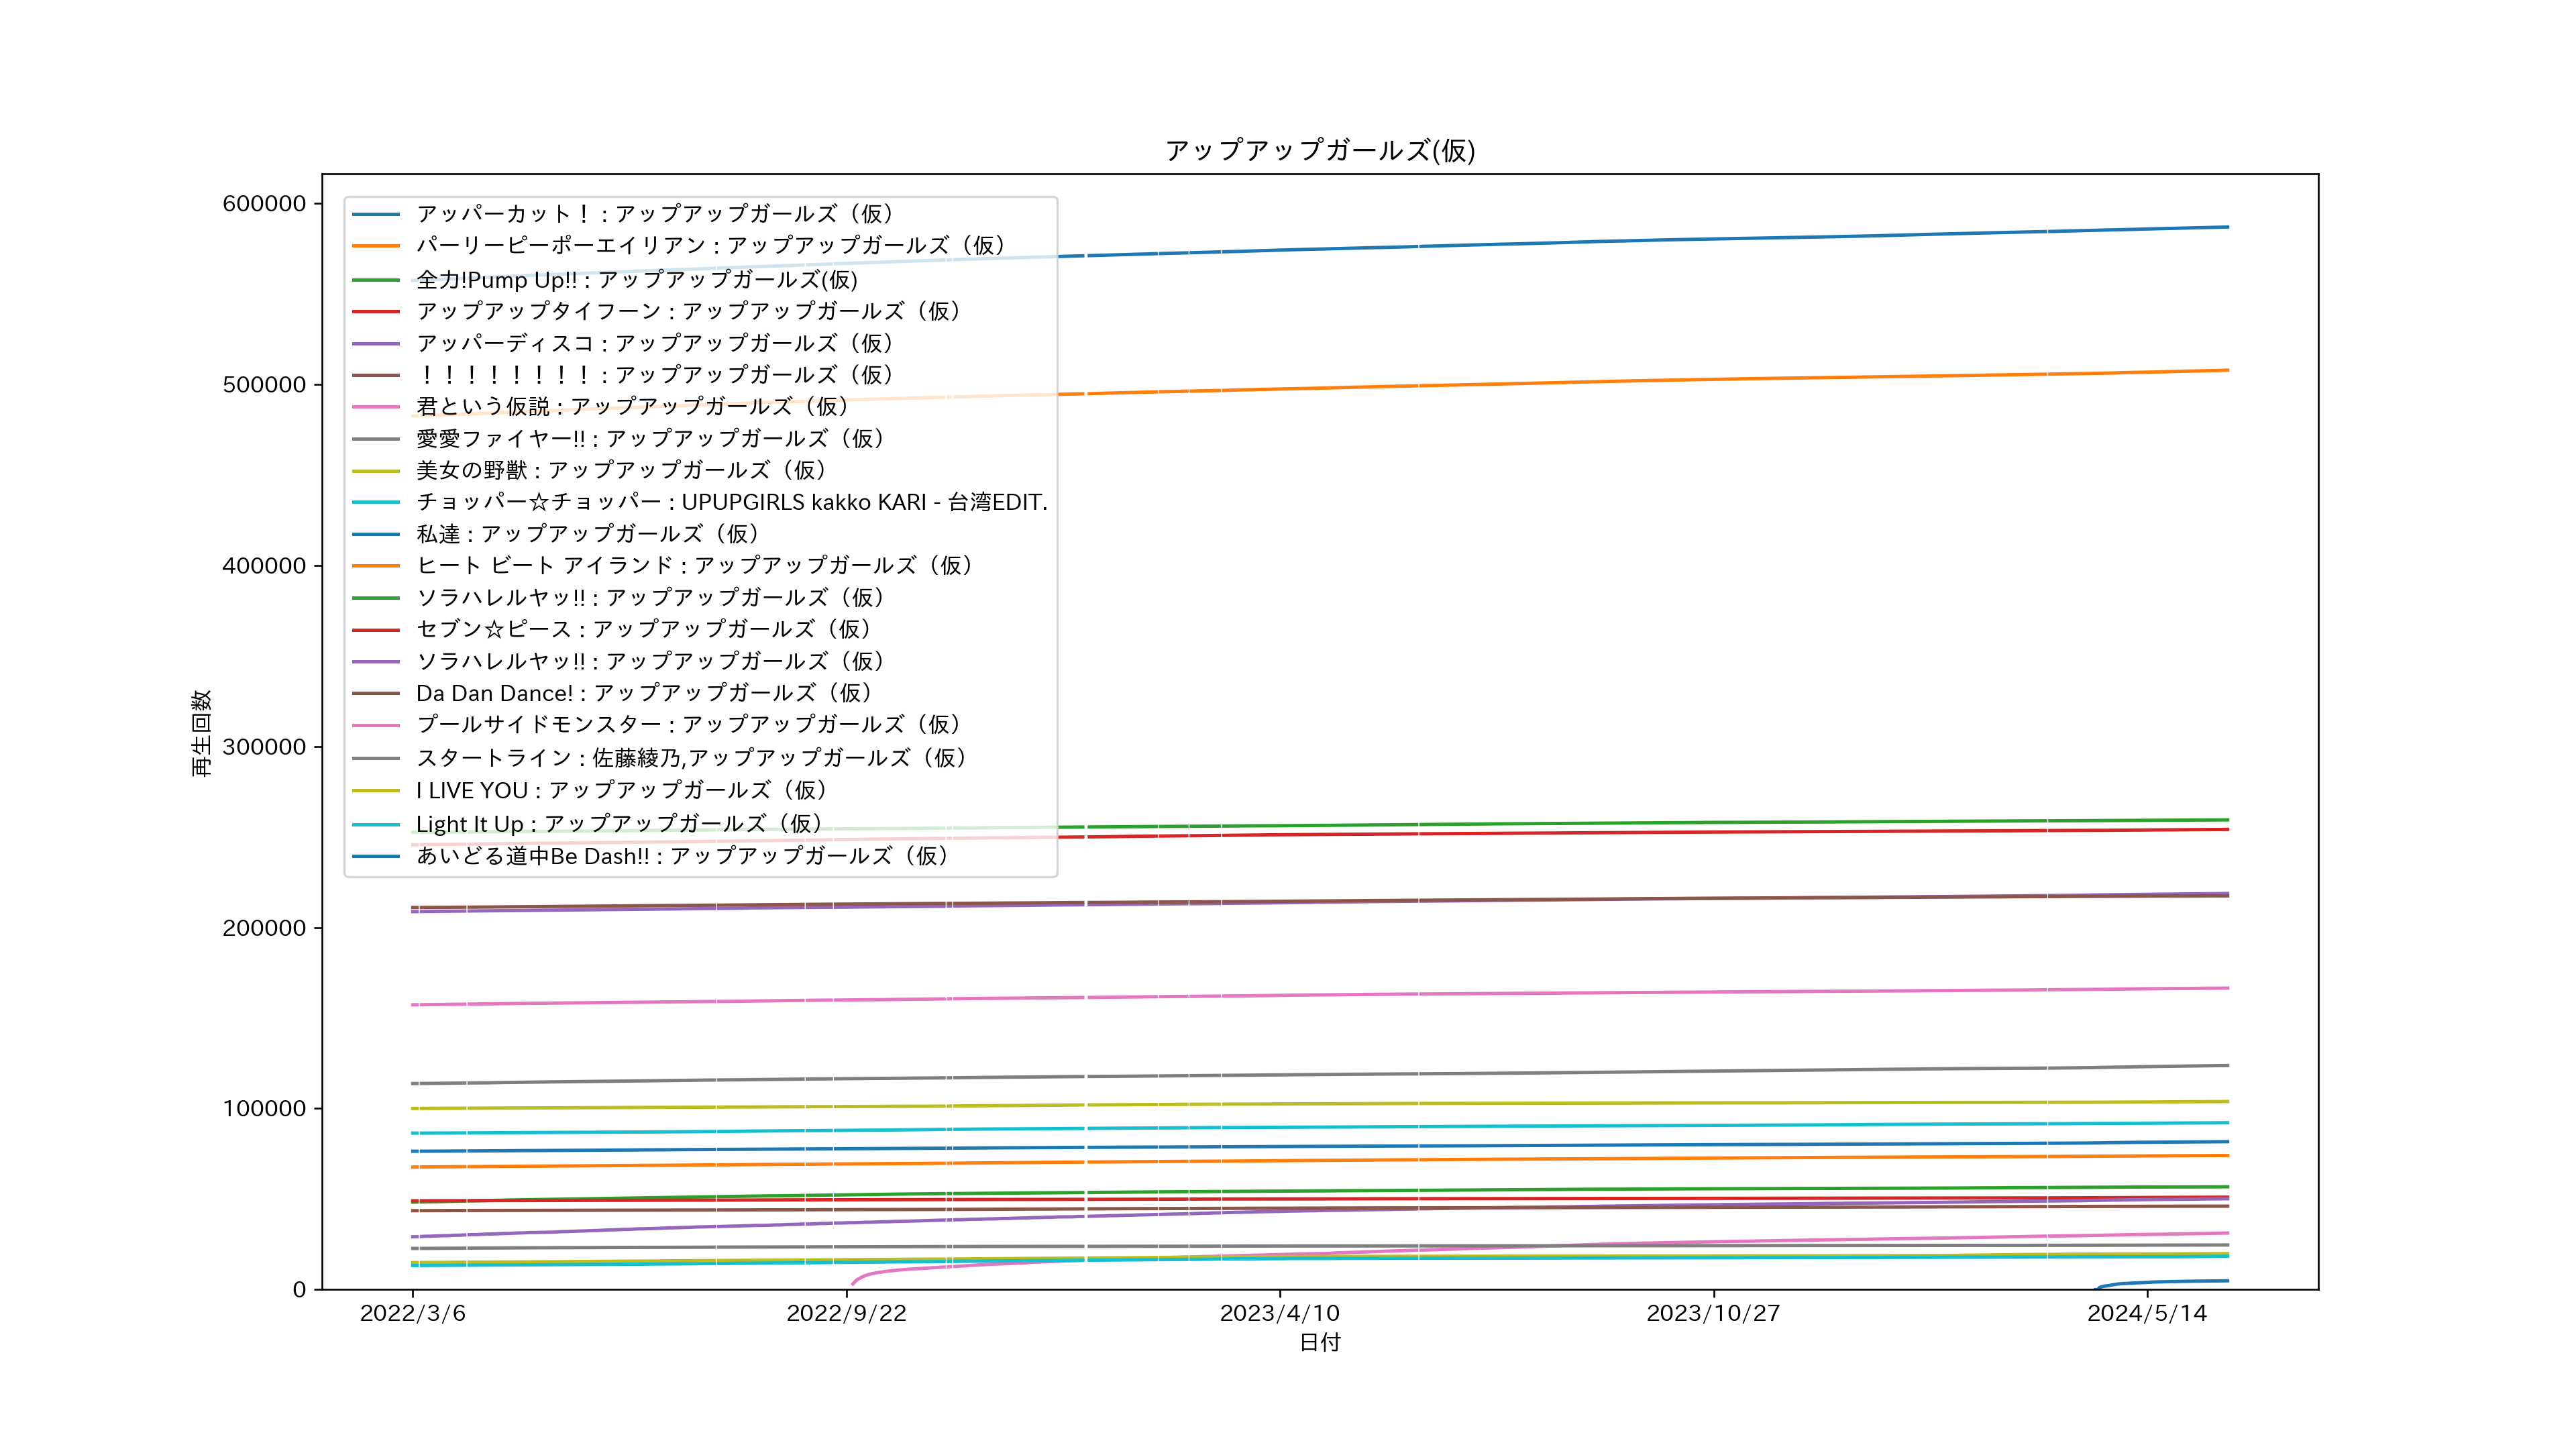 アップアップガールズ(仮)
600000
500000
400000
300000
200000
100000
0
再生回数
アッパーカット！ : アップアップガールズ（仮）
パーリーピーポーエイリアン : アップアップガールズ（仮）
全力!Pump Up!! : アップアップガールズ(仮)
アップアップタイフーン : アップアップガールズ（仮）
アッパーディスコ : アップアップガールズ（仮）
！！！！！！！！ : アップアップガールズ（仮）
君という仮説 : アップアップガールズ（仮）
愛愛ファイヤー!! : アップアップガールズ（仮）
美女の野獣 : アップアップガールズ（仮）
チョッパー☆チョッパー : UPUPGIRLS kakko KARI - 台湾EDIT.
私達 : アップアップガールズ（仮）
ヒート ビート アイランド : アップアップガールズ（仮）
ソラハレルヤッ!! : アップアップガールズ（仮）
セブン☆ピース : アップアップガールズ（仮）
ソラハレルヤッ!! : アップアップガールズ（仮）
Da Dan Dance! : アップアップガールズ（仮）
プールサイドモンスター : アップアップガールズ（仮）
スタートライン : 佐藤綾乃,アップアップガールズ（仮）
I LIVE YOU : アップアップガールズ（仮）
Light It Up : アップアップガールズ（仮）
あいどる道中Be Dash!! : アップアップガールズ（仮）
2022/3/6
2022/9/22
2023/4/10
2023/10/27
2024/5/14
日付